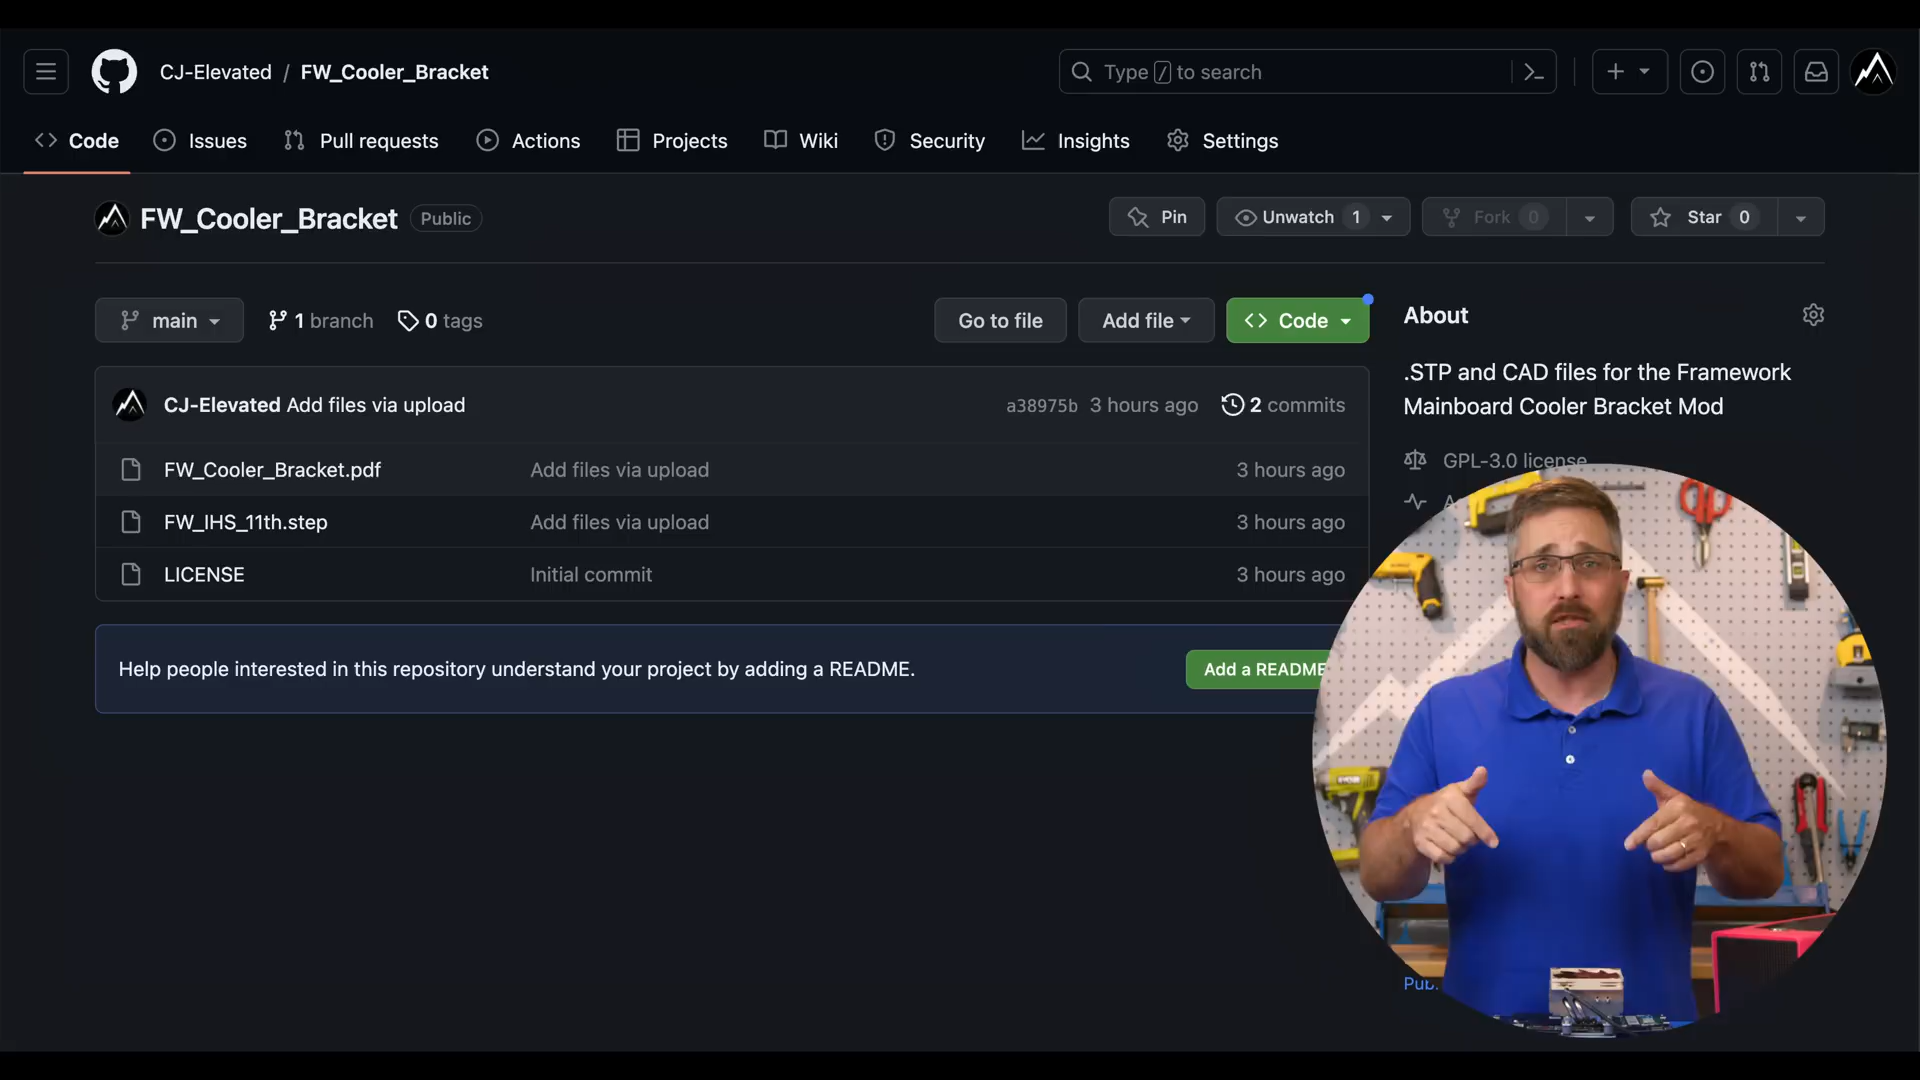 CJ-Elevated / FW_Cooler_Bracket
Type / to search
Code
Issues
Pull requests
Actions
Projects
Wiki
Security
Insights
Settings
FW_Cooler_Bracket
Public
Pin
Unwatch 1
Fork 0
Star 0
main
1 branch
0 tags
Go to file
Add file
Code
About
.STP and CAD files for the Framework
Mainboard Cooler Bracket Mod
GPL-3.0 license
CJ-Elevated Add files via upload
a38975b 3 hours ago
2 commits
FW_Cooler_Bracket.pdf
Add files via upload
3 hours ago
FW_IHS_11th.step
Add files via upload
3 hours ago
LICENSE
Initial commit
3 hours ago
Help people interested in this repository understand your project by adding a README.
Add a README